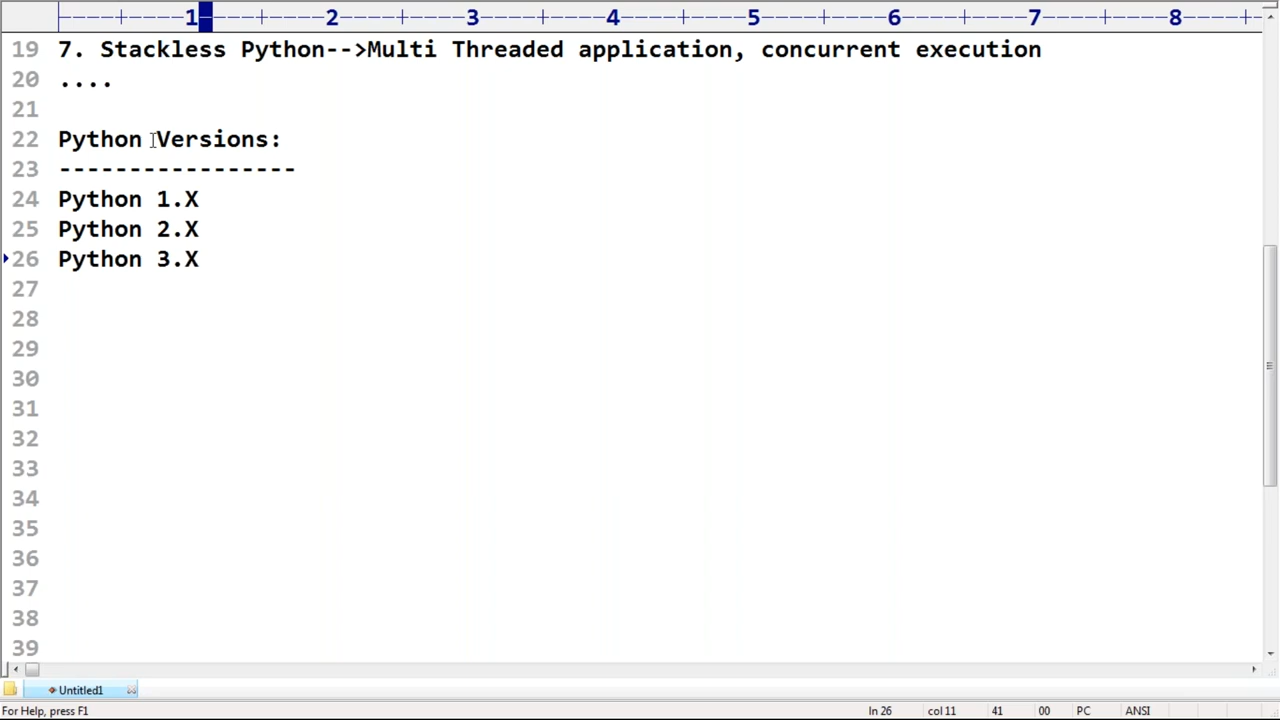 1 2 3 4 5 6 7 8
19 7. Stackless Python-->Multi Threaded application, concurrent execution
20 ....
21
22 Python Versions:
23 -----------------
24 Python 1.X
25 Python 2.X
26 Python 3.X
27
28
29
30
31
32
33
34
35
36
37
38
39
Untitled1
For Help, press F1 ln 26 col 11 41 00 PC ANSI